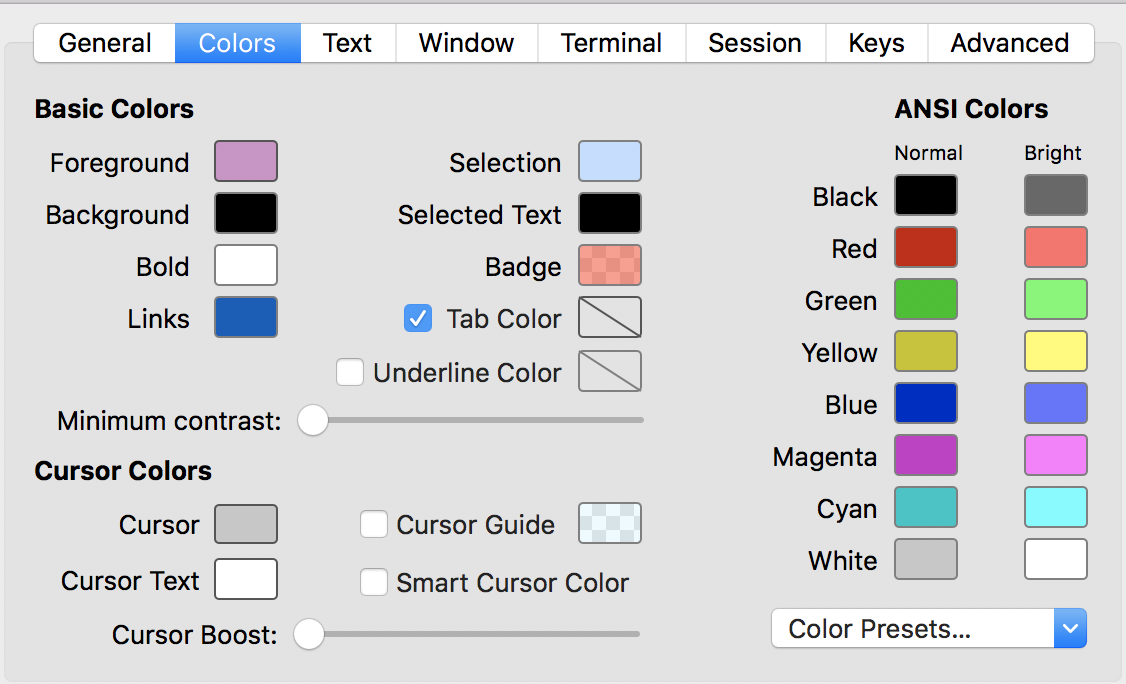 General Colors Text Window Terminal Session Keys Advanced
Basic Colors
Foreground
Background
Bold
Links
Selection
Selected Text
Badge
Tab Color
Underline Color
Minimum contrast:
Cursor Colors
Cursor
Cursor Text
Cursor Guide
Smart Cursor Color
Cursor Boost:
ANSI Colors
Normal Bright
Black
Red
Green
Yellow
Blue
Magenta
Cyan
White
Color Presets...